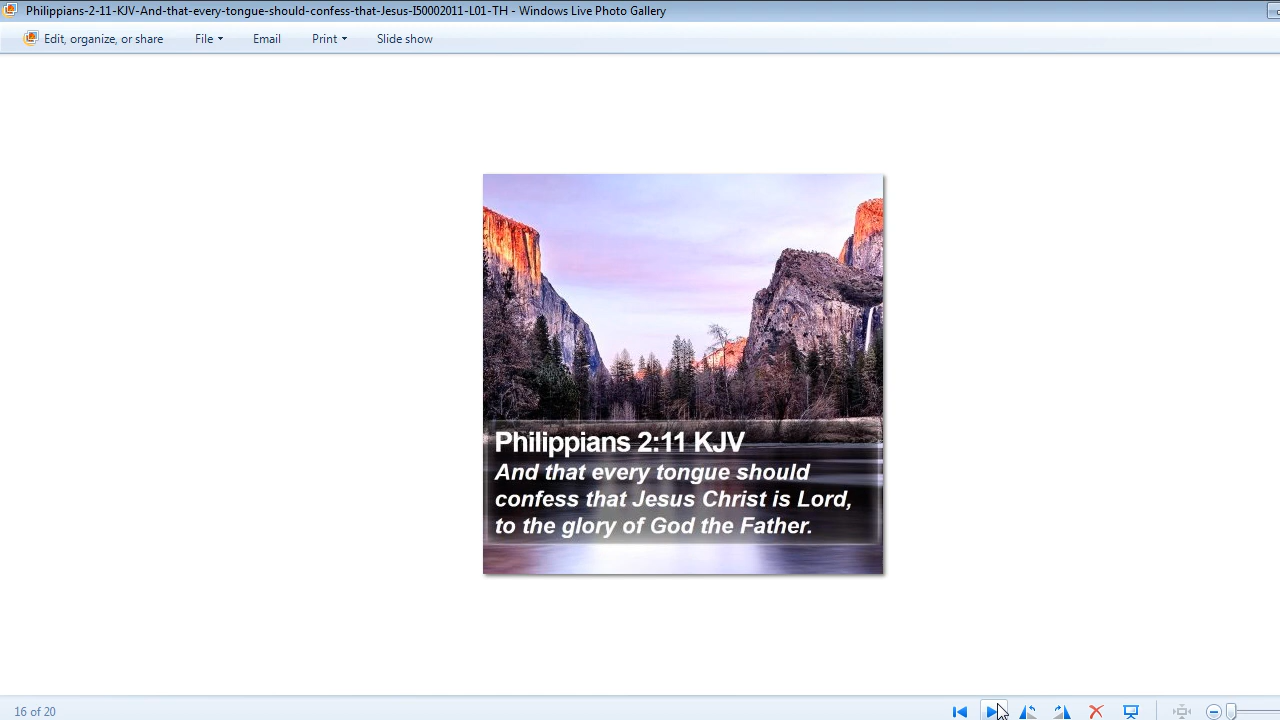 Philippians-2-11-KJV-And-that-every-tongue-should-confess-that-Jesus-I50002011-L01-TH - Windows Live Photo Gallery
Edit, organize, or share File Email Print Slide show
Philippians 2:11 KJV
And that every tongue should
confess that Jesus Christ is Lord,
to the glory of God the Father.
16 of 20